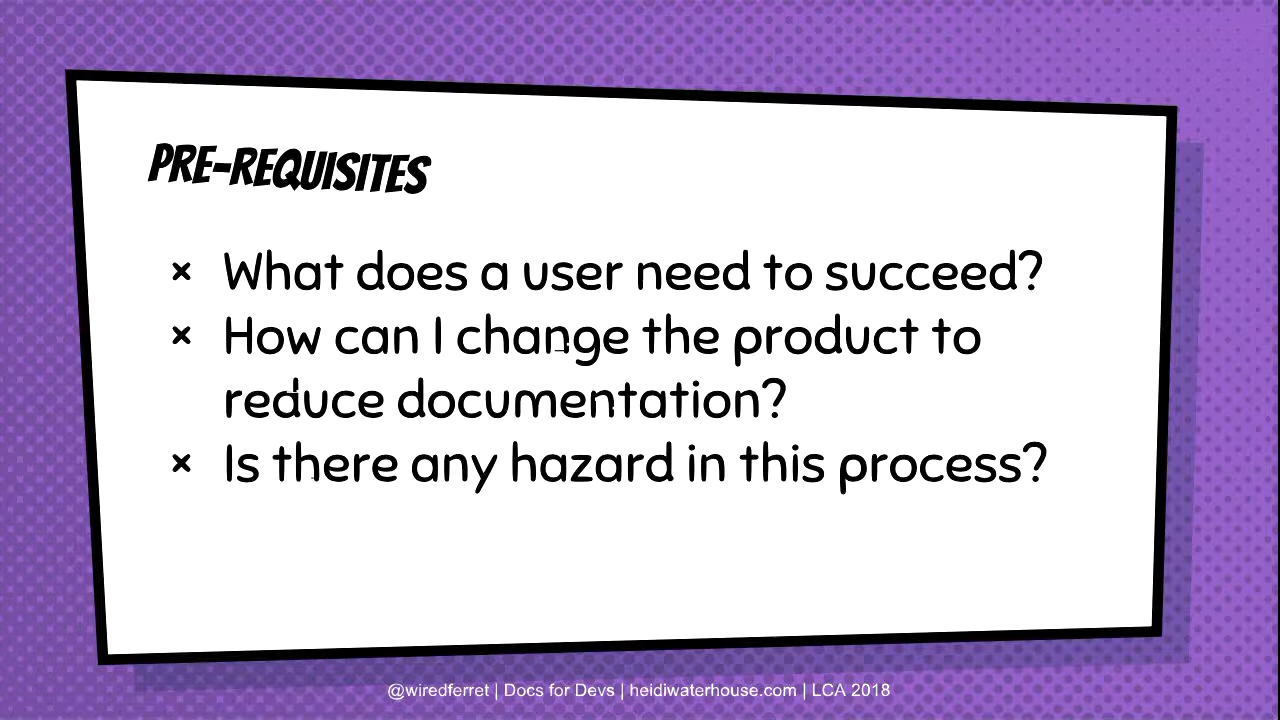 PRE-REQUISITES
× What does a user need to succeed?
× How can I change the product to
reduce documentation?
× Is there any hazard in this process?
@wiredferret | Docs for Devs | heidiwaterhouse.com | LCA 2018